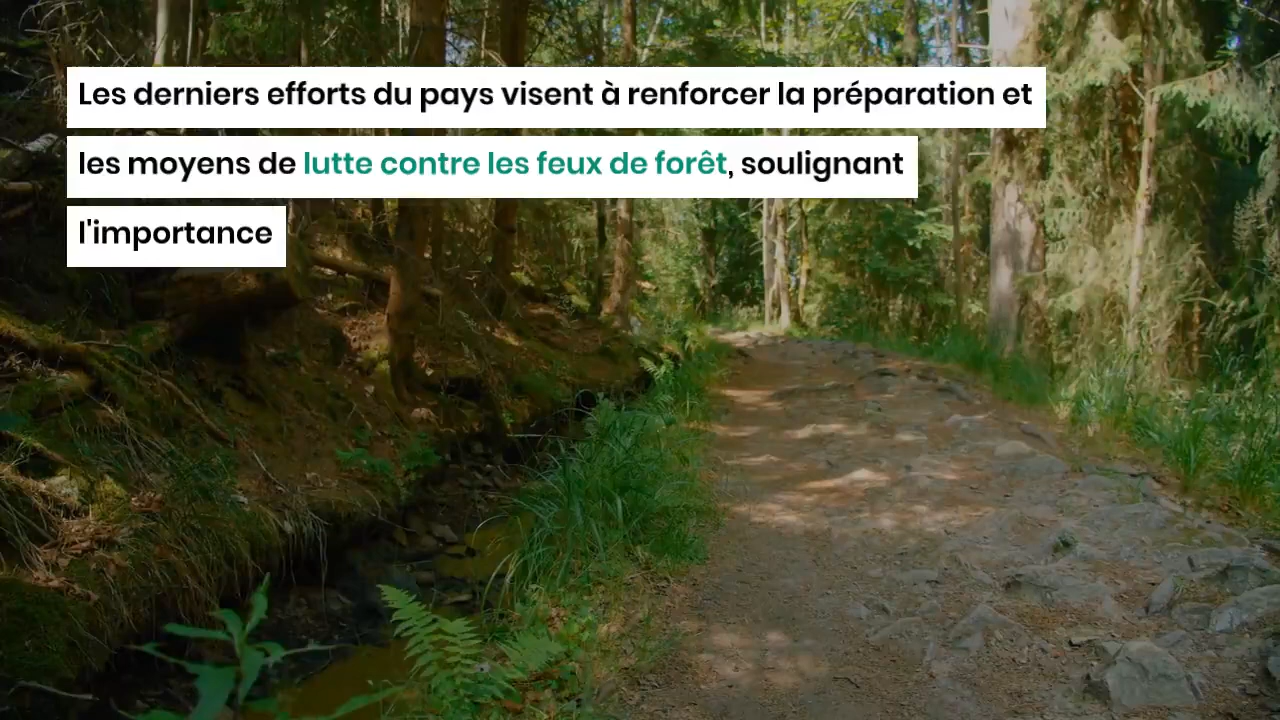 Les derniers efforts du pays visent à renforcer la préparation et
les moyens de lutte contre les feux de forêt, soulignant
l'importance